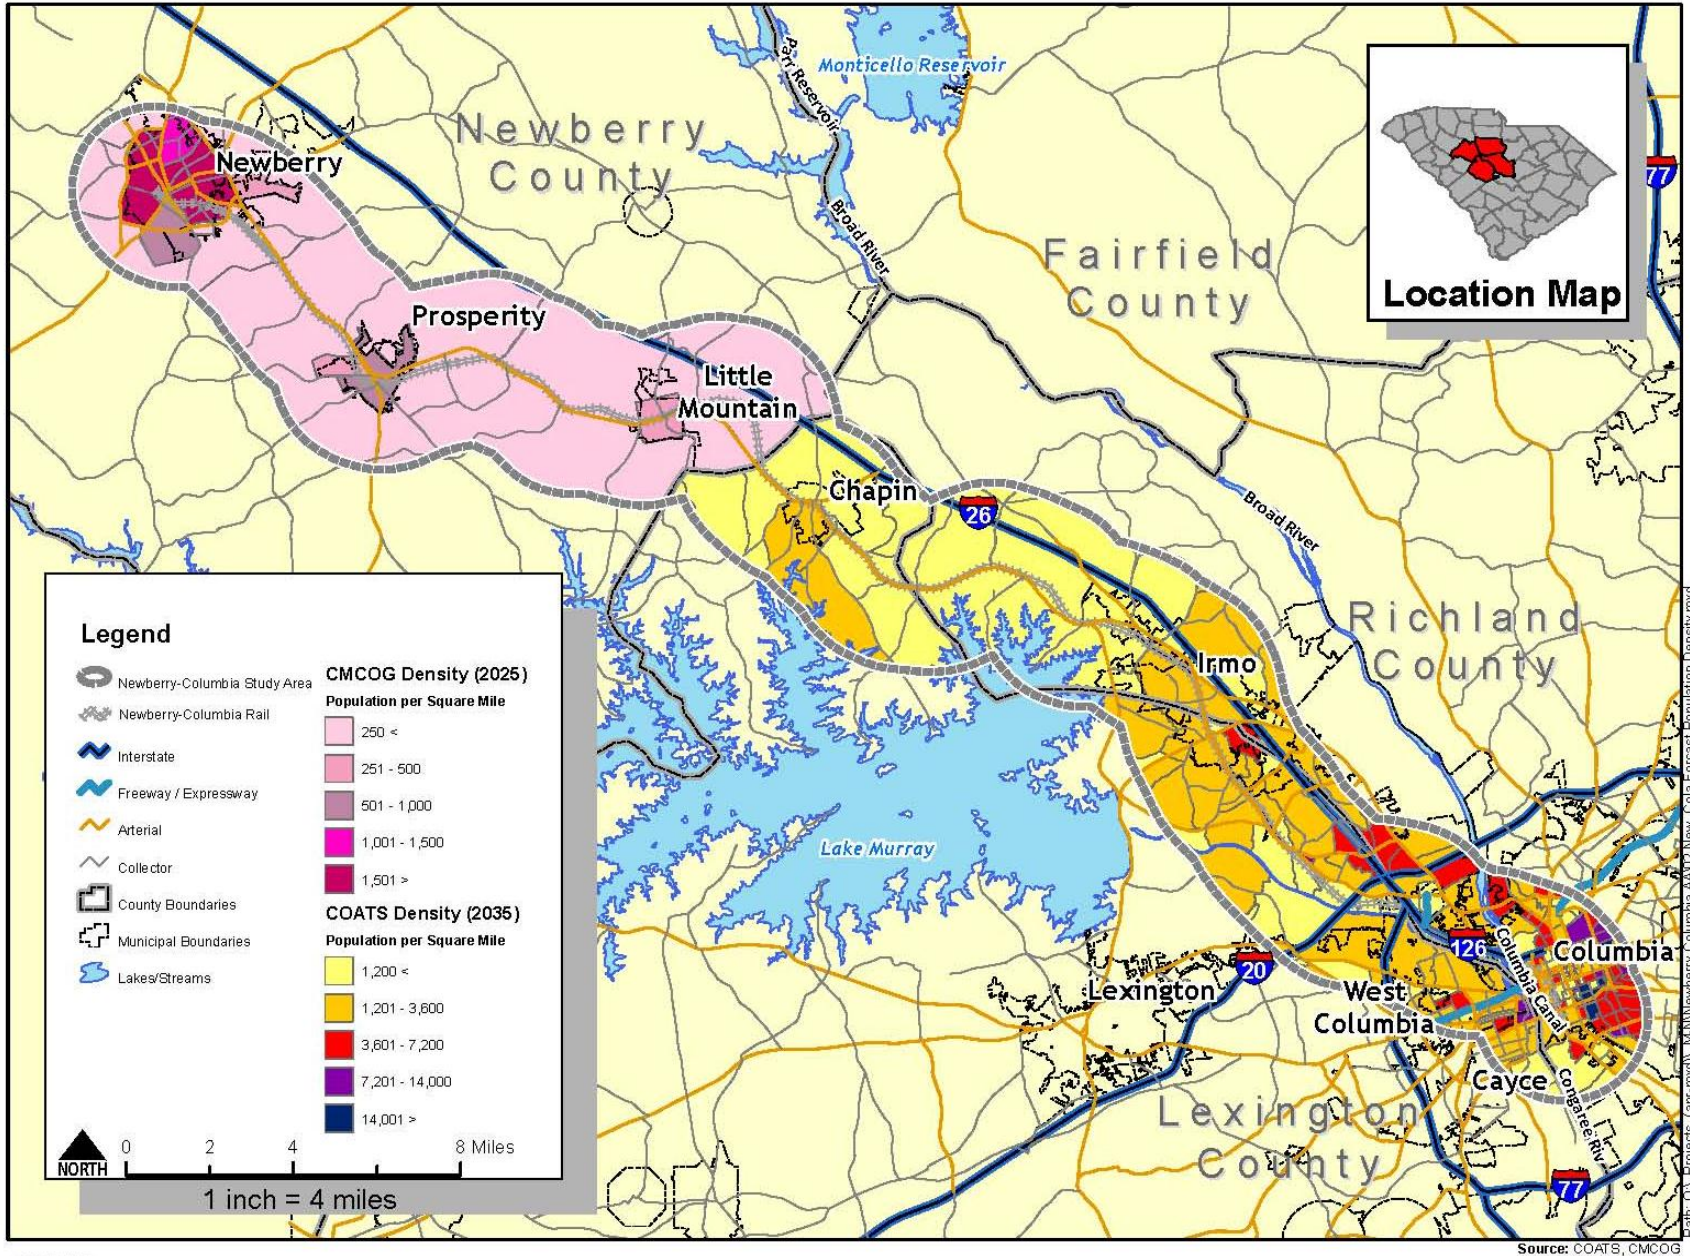 Monticello Reservoir
Parr Reservoir
Newberry
County
Newberry
77
Location Map
Broad River
Fairfield
County
Prosperity
Little
Mountain
Chapin
26
Broad River
Richland
County
Irmo
Legend
Newberry-Columbia Study Area
Newberry-Columbia Rail
Interstate
Freeway / Expressway
Arterial
Collector
County Boundaries
Municipal Boundaries
Lakes/Streams
CMCOG Density (2025)
Population per Square Mile
250 <
251 - 500
501 - 1,000
1,001 - 1,500
1,501 >
COATS Density (2035)
Population per Square Mile
1,200 <
1,201 - 3,600
3,601 - 7,200
7,201 - 14,000
14,001 >
NORTH
0 2 4 8 Miles
1 inch = 4 miles
Lake Murray
126
Columbia
Columbia Canal
20
Lexington
West
Columbia
Cayce
Congaree Riv
Lexington
County
77
Source: COATS, CMCOG